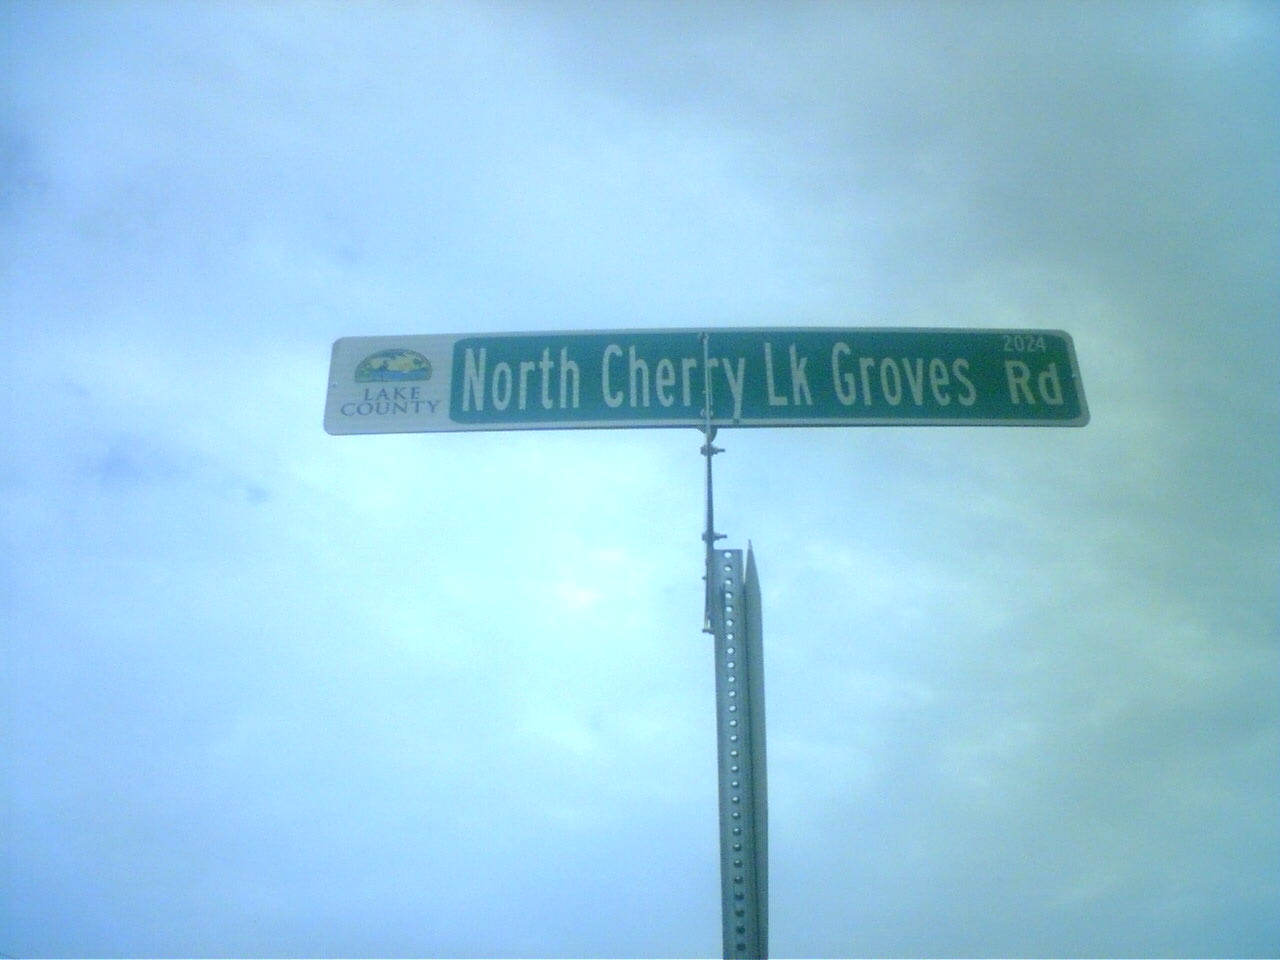 LAKE
COUNTY
North Cherry Lk Groves Rd
2024